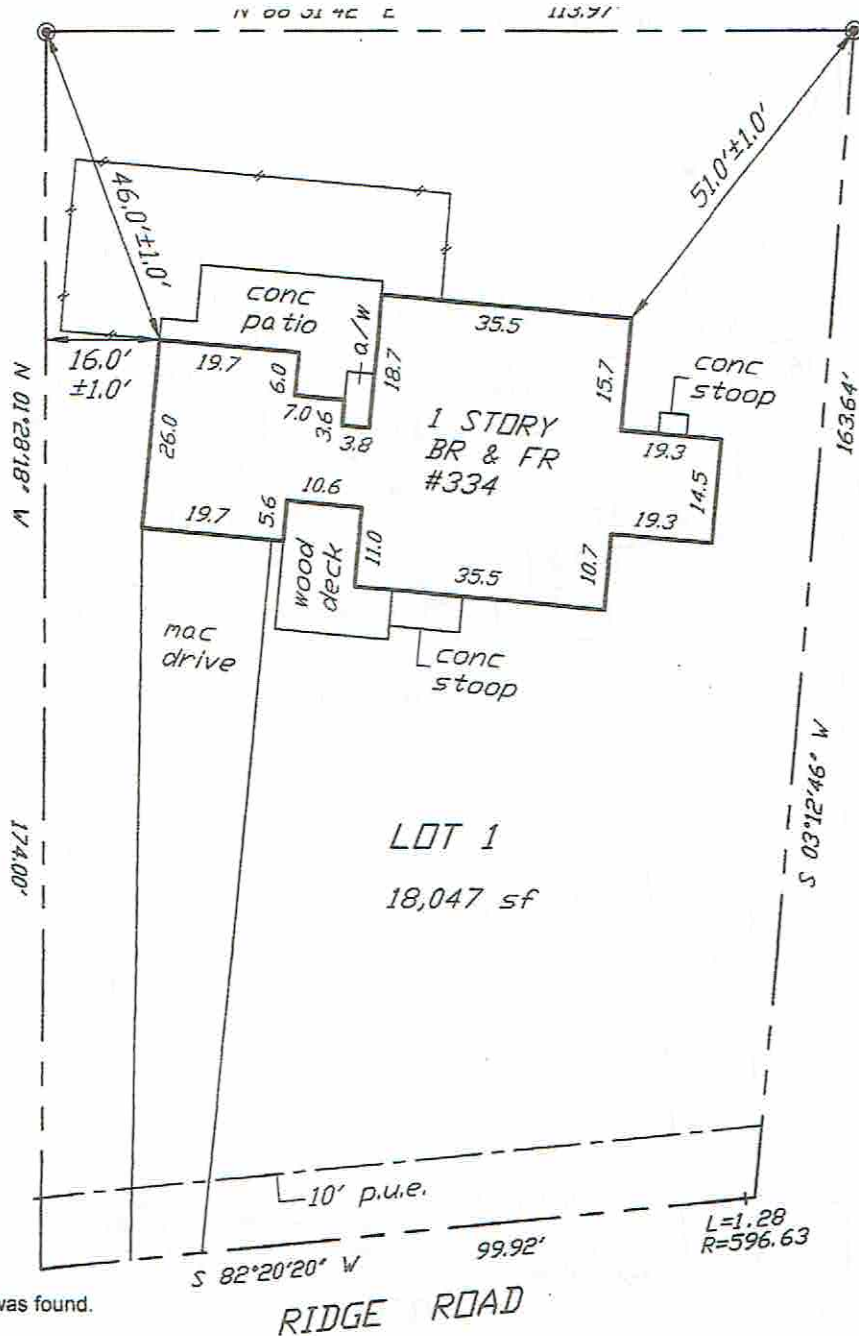 113.97'
46.0'±1.0'
51.0'±1.0'
conc
patio
a/w
35.5
16.0'
±1.0'
19.7
6.0
18.7
15.7
conc
stoop
7.0
3.6
3.8
1 STORY
BR & FR
#334
19.3
N 01°28'18" W
163.64'
26.0
10.6
14.5
19.7
5.6
11.0
19.3
wood
deck
35.5
10.7
mac
drive
conc
stoop
S 03°12'46" W
LOT 1
18,047 sf
174.00'
10' p.u.e.
L=1.28
R=596.63
S 82°20'20" W
99.92'
was found.
RIDGE ROAD